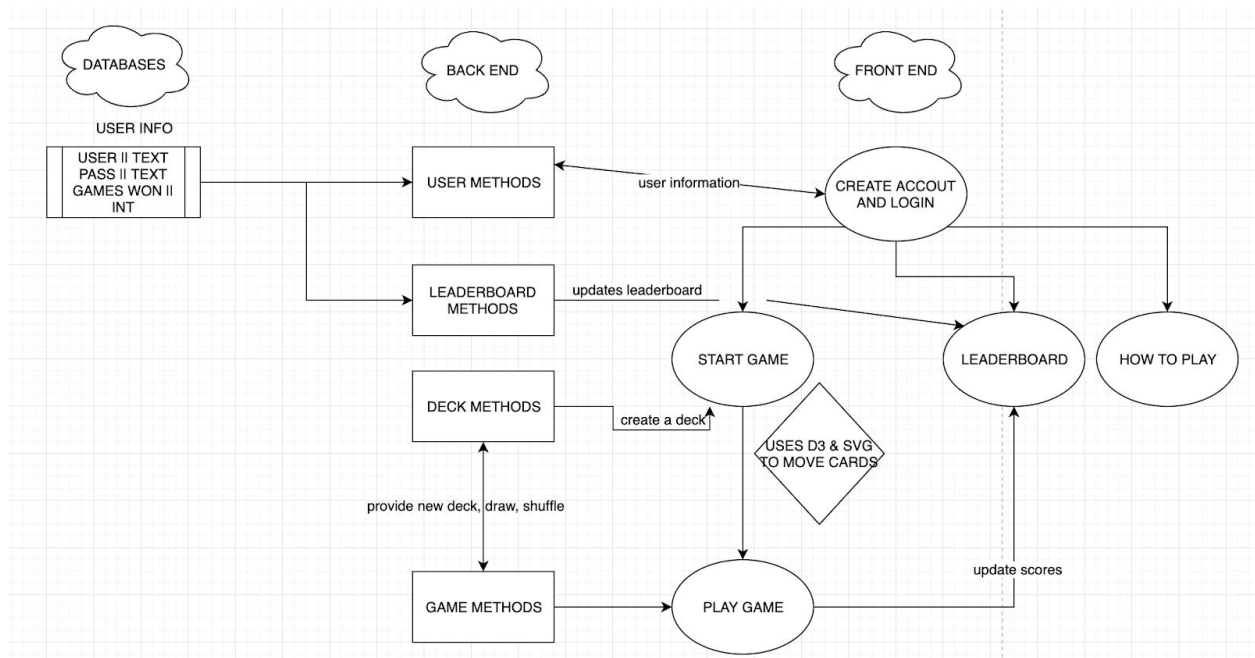 DATABASES
BACK END
FRONT END
USER INFO
USER II TEXT
PASS II TEXT
GAMES WON II
INT
USER METHODS
user information
CREATE ACCOUT
AND LOGIN
LEADERBOARD
METHODS
updates leaderboard
START GAME
LEADERBOARD
HOW TO PLAY
DECK METHODS
create a deck
USES D3 & SVG
TO MOVE CARDS
provide new deck, draw, shuffle
update scores
GAME METHODS
PLAY GAME